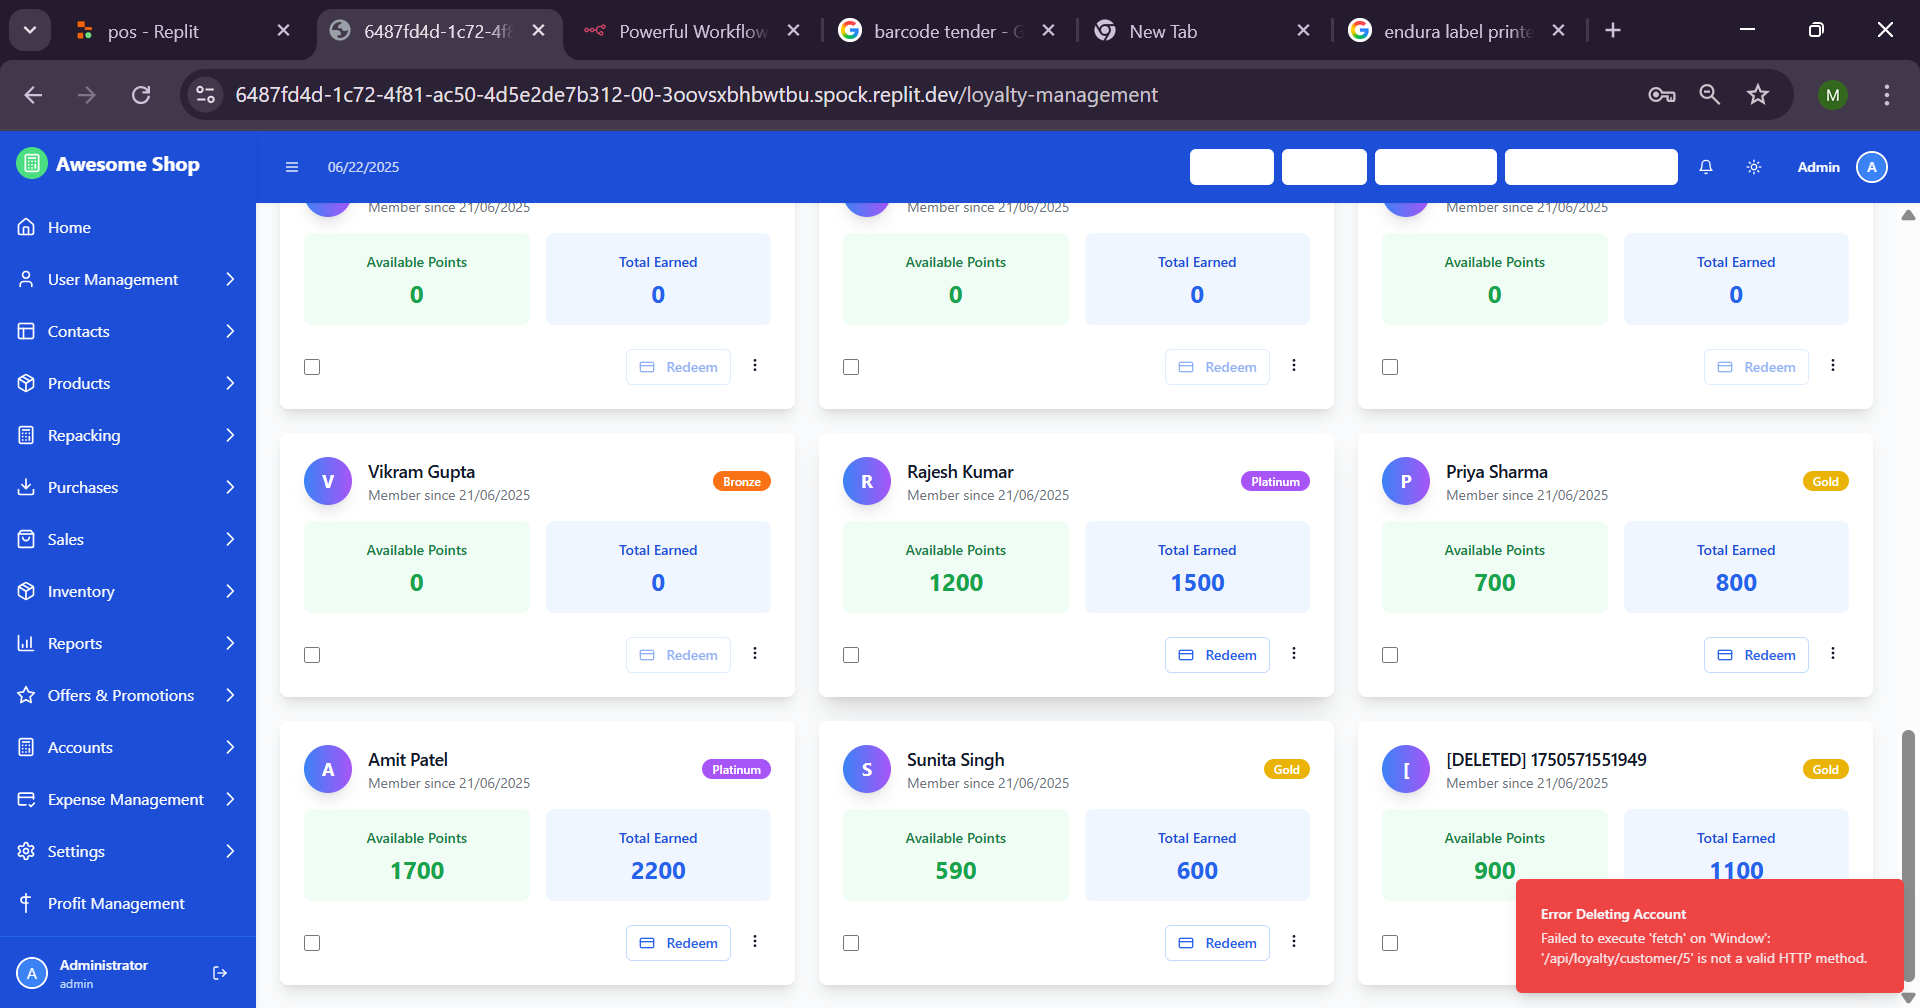 pos - Replit
6487fd4d-1c72-4f8
Powerful Workflow
barcode tender - G
New Tab
endura label printe
6487fd4d-1c72-4f81-ac50-4d5e2de7b312-00-3oovsxbhbwtbu.spock.replit.dev/loyalty-management
M
Awesome Shop
06/22/2025
Admin
A
Home
User Management
Contacts
Products
Repacking
Purchases
Sales
Inventory
Reports
Offers & Promotions
Accounts
Expense Management
Settings
Profit Management
A
Administrator
admin
Member since 21/06/2025
Available Points
0
Total Earned
0
Redeem
Member since 21/06/2025
Available Points
0
Total Earned
0
Redeem
Member since 21/06/2025
Available Points
0
Total Earned
0
Redeem
V
Vikram Gupta
Member since 21/06/2025
Bronze
Available Points
0
Total Earned
0
Redeem
R
Rajesh Kumar
Member since 21/06/2025
Platinum
Available Points
1200
Total Earned
1500
Redeem
P
Priya Sharma
Member since 21/06/2025
Gold
Available Points
700
Total Earned
800
Redeem
A
Amit Patel
Member since 21/06/2025
Platinum
Available Points
1700
Total Earned
2200
Redeem
S
Sunita Singh
Member since 21/06/2025
Gold
Available Points
590
Total Earned
600
Redeem
[
[DELETED] 1750571551949
Member since 21/06/2025
Gold
Available Points
900
Total Earned
1100
Error Deleting Account
Failed to execute 'fetch' on 'Window':
'/api/loyalty/customer/5' is not a valid HTTP method.